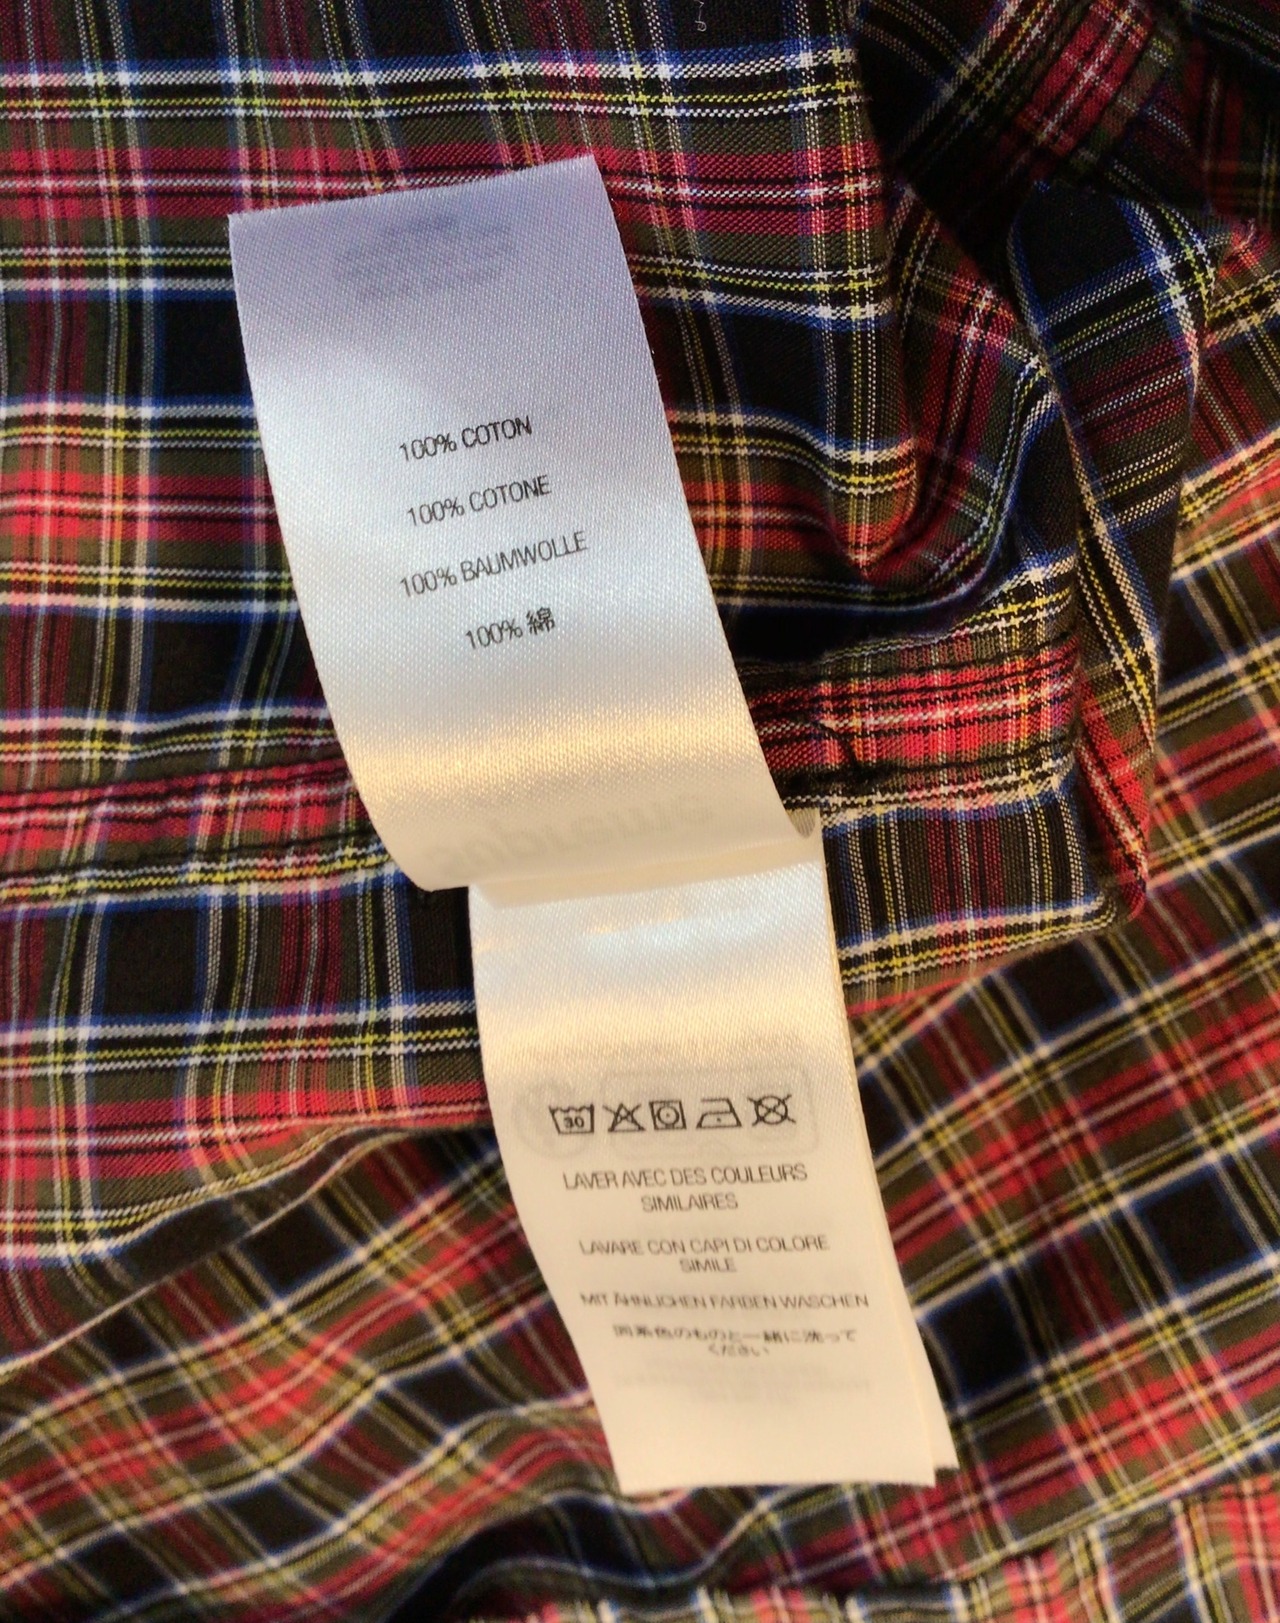 100% COTON
100% COTONE
100% BAUMWOLLE
100% 綿
30
LAVER AVEC DES COULEURS
SIMILAIRES
LAVARE CON CAPI DI COLORE
SIMILE
MIT ÄHNLICHEN FARBEN WASCHEN
同系色のものと一緒に洗って
ください